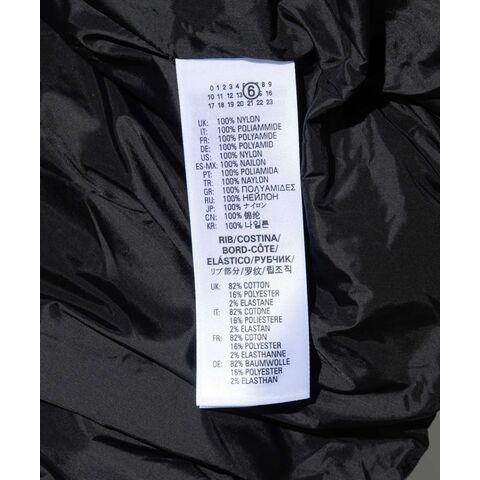 0 1 2 3 4 5 6 7 8 9
10 11 12 13 14 15 16
17 18 19 20 21 22 23
UK: 100% NYLON
IT: 100% POLIAMMIDE
FR: 100% POLYAMIDE
DE: 100% POLYAMID
US: 100% NYLON
ES-MX: 100% NAILON
PT: 100% POLIAMIDA
TR: 100% NAYLON
GR: 100% ΠΟΛΥΑΜΙΔΕΣ
RU: 100% НЕЙЛОН
JP: 100% ナイロン
CN: 100% 锦纶
KR: 100% 나일론
RIB/COSTINA/
BORD-CÔTE/
ELÁSTICO/РУБЧИК/
リブ部分/罗纹/립조직
UK: 82% COTTON
16% POLYESTER
2% ELASTANE
IT: 82% COTONE
16% POLIESTERE
2% ELASTAN
FR: 82% COTON
16% POLYESTER
2% ELASTHANNE
DE: 82% BAUMWOLLE
16% POLYESTER
2% ELASTHAN